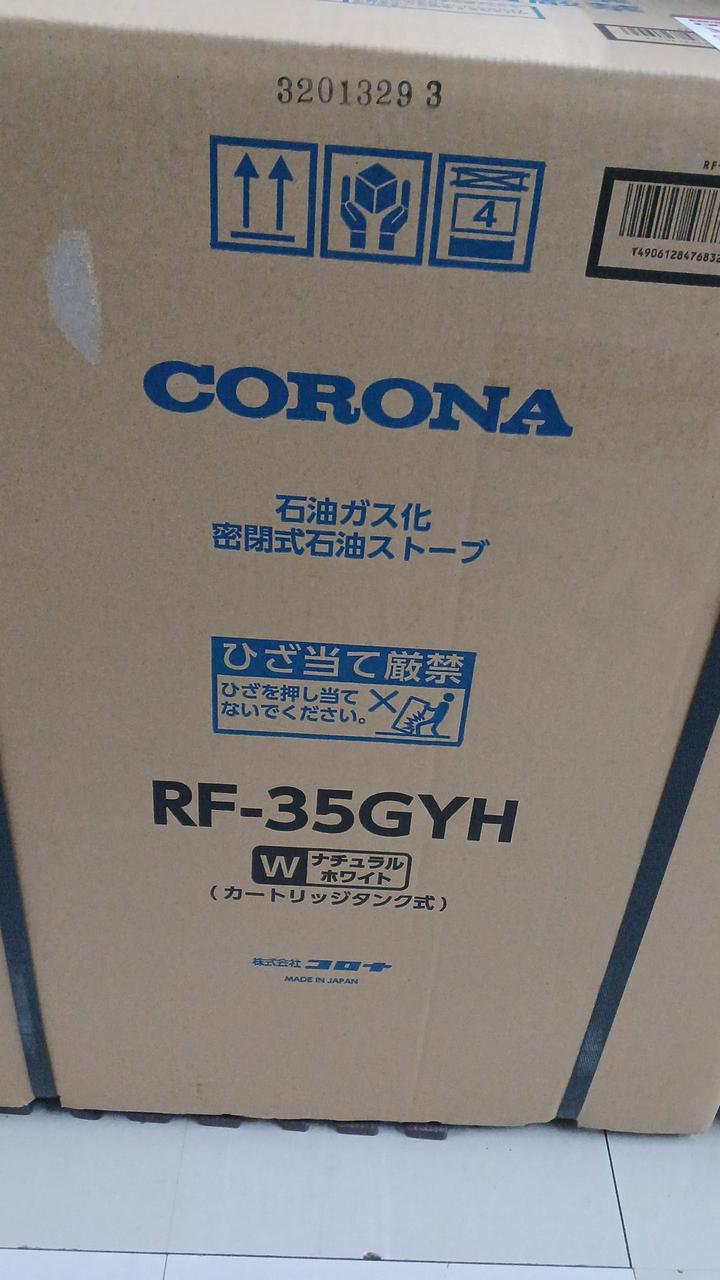 3201329 3
4
RF-
T4906128476832
CORONA
石油ガス化
密閉式石油ストーブ
ひざ当て厳禁
ひざを押し当て
ないでください。
RF-35GYH
W ナチュラル
ホワイト
(カートリッジタンク式)
株式会社 コロナ
MADE IN JAPAN